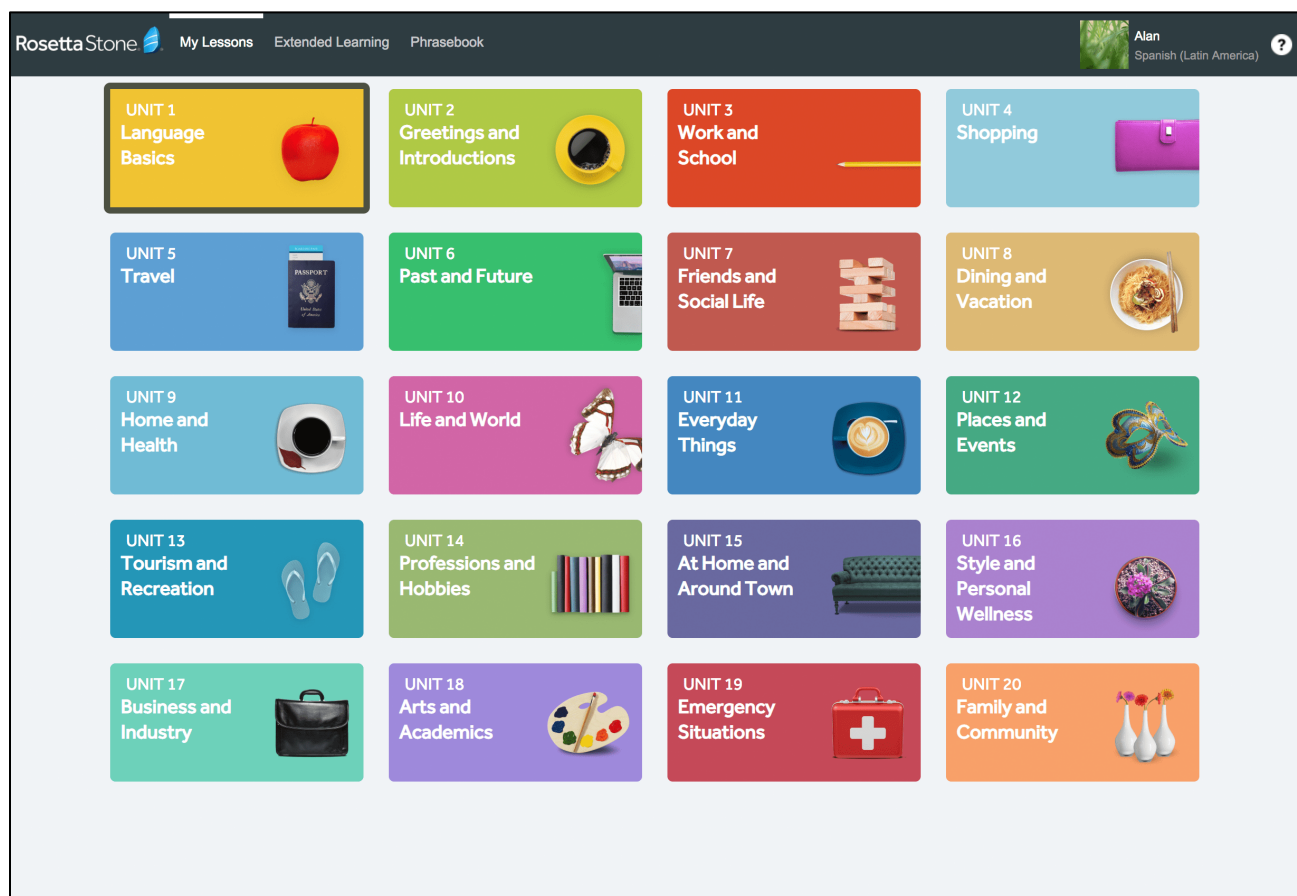 RosettaStone
My Lessons
Extended Learning
Phrasebook
Alan
Spanish (Latin America)
?
UNIT 1
Language
Basics
UNIT 2
Greetings and
Introductions
UNIT 3
Work and
School
UNIT 4
Shopping
UNIT 5
Travel
PASSPORT
United States
of America
UNIT 6
Past and Future
UNIT 7
Friends and
Social Life
UNIT 8
Dining and
Vacation
UNIT 9
Home and
Health
UNIT 10
Life and World
UNIT 11
Everyday
Things
UNIT 12
Places and
Events
UNIT 13
Tourism and
Recreation
UNIT 14
Professions and
Hobbies
UNIT 15
At Home and
Around Town
UNIT 16
Style and
Personal
Wellness
UNIT 17
Business and
Industry
UNIT 18
Arts and
Academics
UNIT 19
Emergency
Situations
UNIT 20
Family and
Community